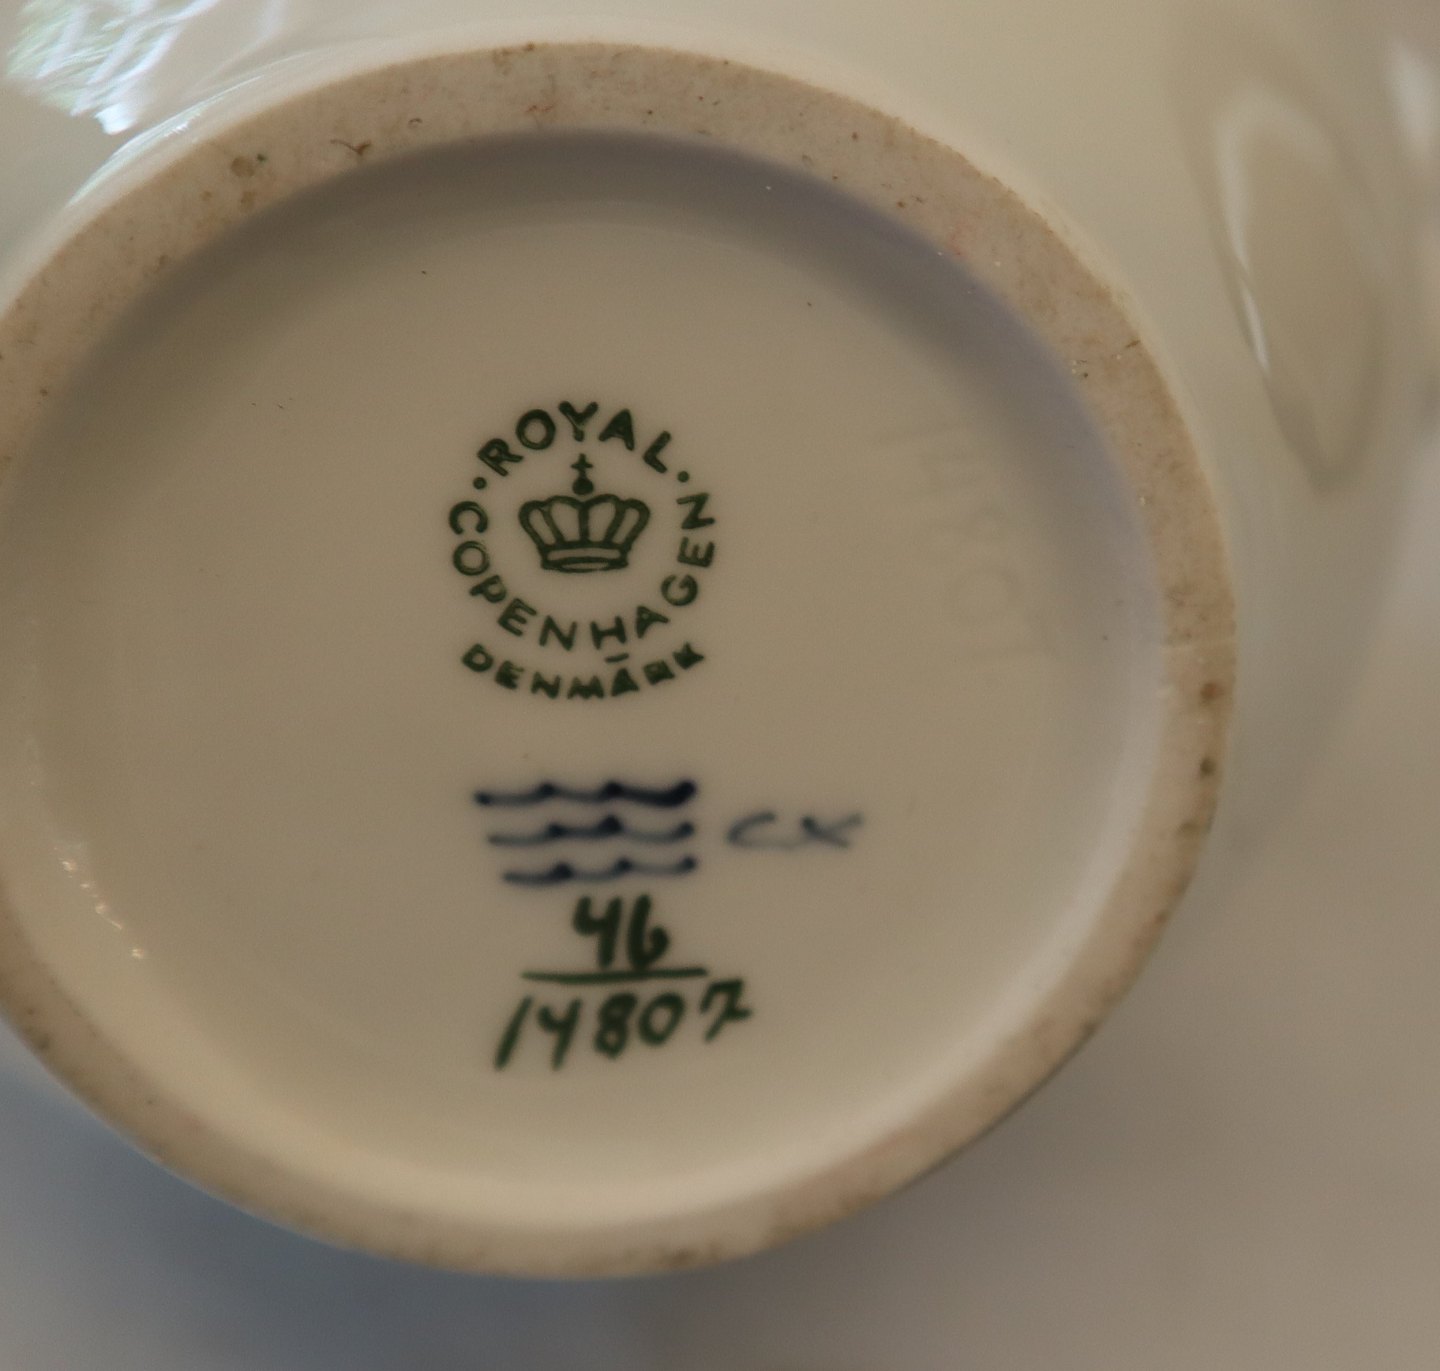 ROYAL
COPENHAGEN
DENMARK
CX
46
14807